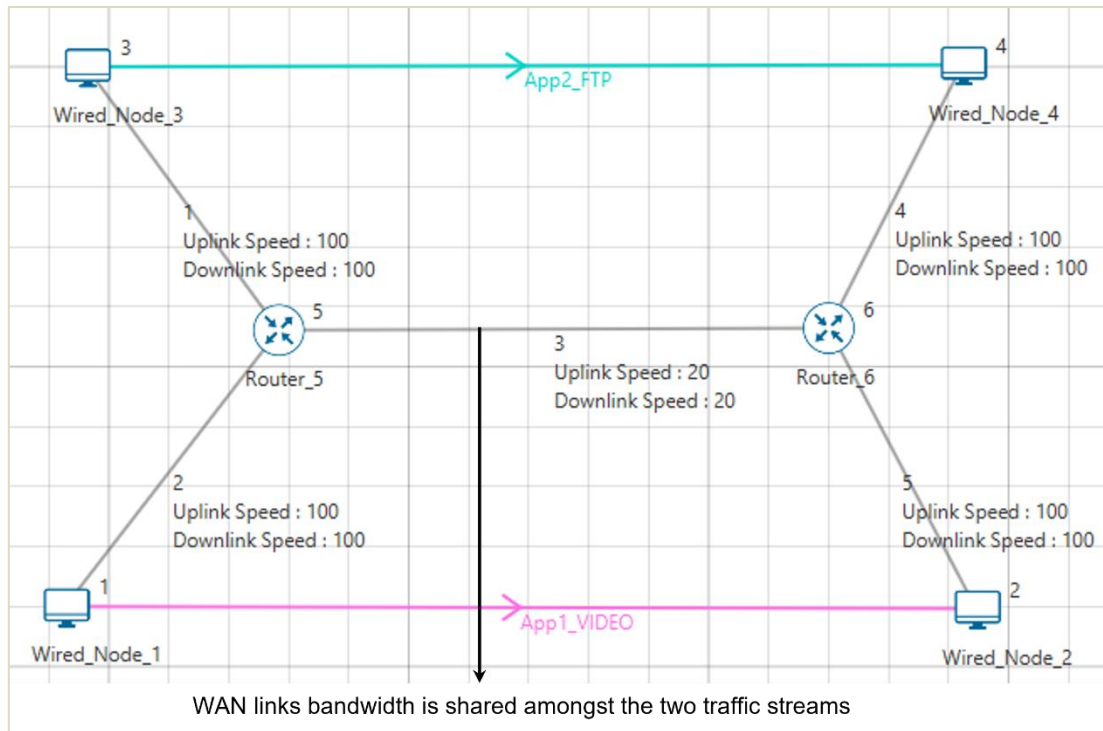 3
4
App2_FTP
Wired_Node_3
Wired_Node_4
1
Uplink Speed : 100
Downlink Speed : 100
4
Uplink Speed : 100
Downlink Speed : 100
5
6
3
Uplink Speed : 20
Downlink Speed : 20
Router_5
Router_6
2
Uplink Speed : 100
Downlink Speed : 100
5
Uplink Speed : 100
Downlink Speed : 100
1
2
App1_VIDEO
Wired_Node_1
Wired_Node_2
WAN links bandwidth is shared amongst the two traffic streams